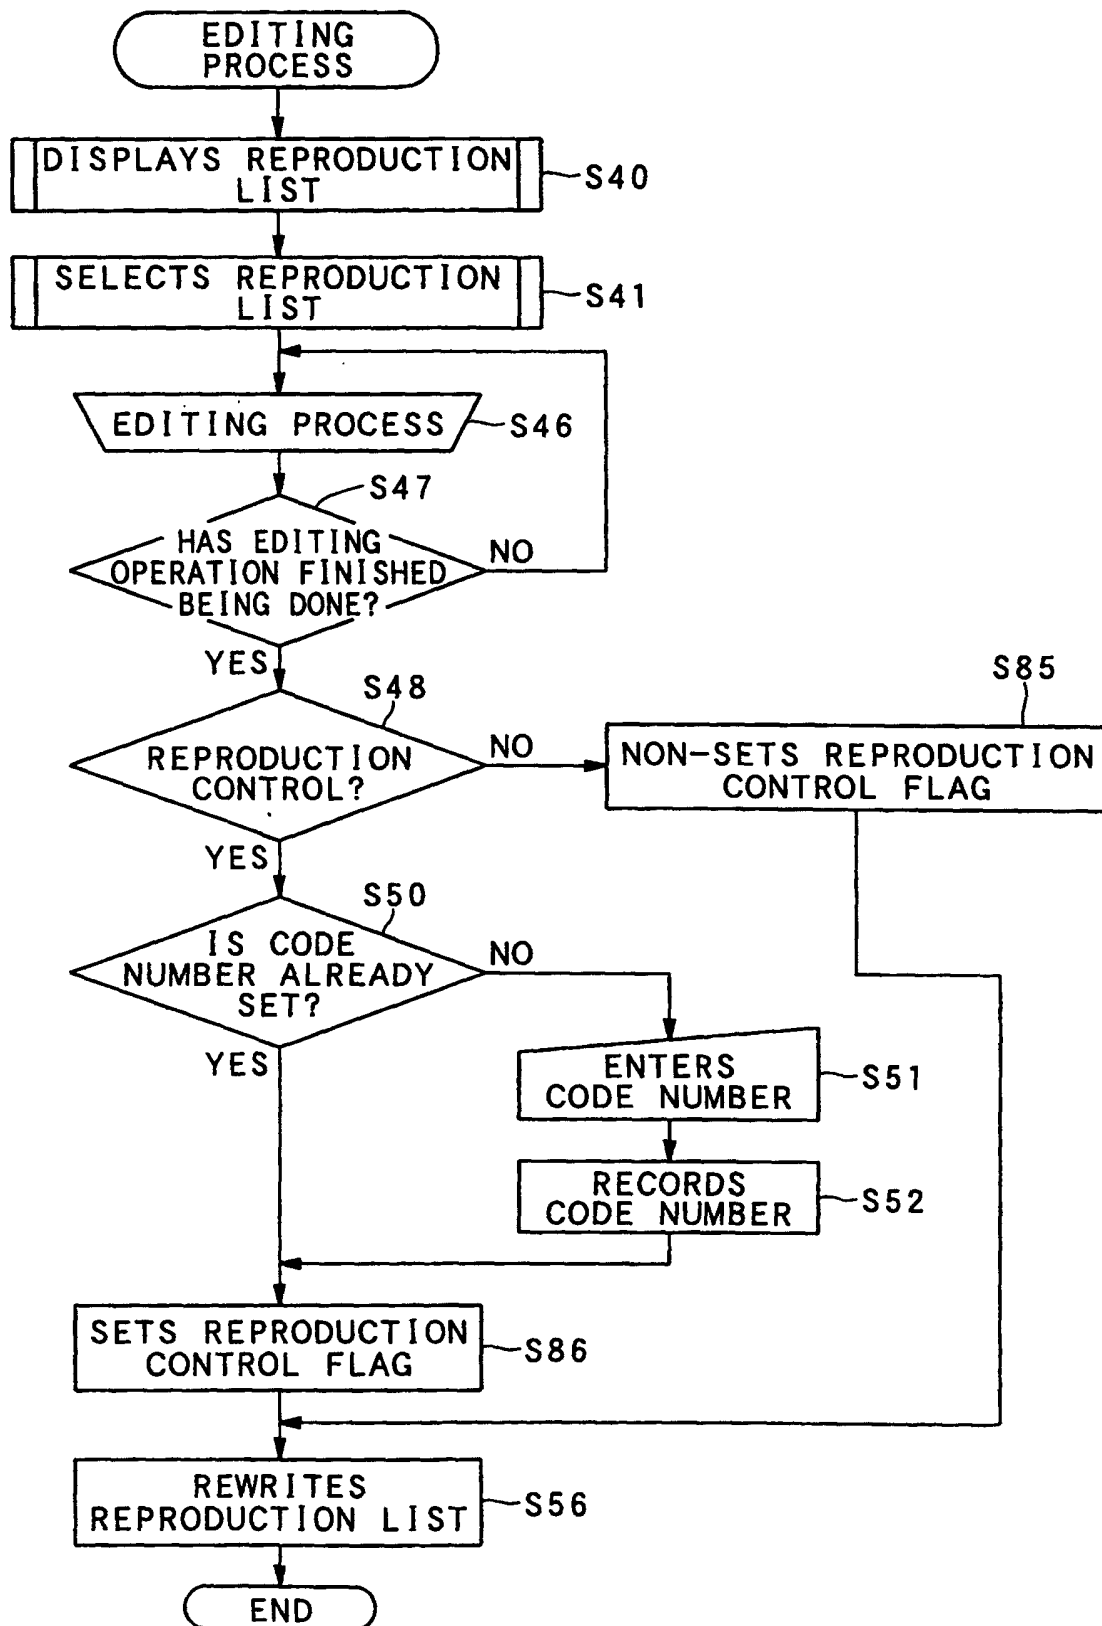 EDITING
PROCESS
DISPLAYS REPRODUCTION
LIST
S40
SELECTS REPRODUCTION
LIST
S41
EDITING PROCESS
S46
S47
HAS EDITING
OPERATION FINISHED
BEING DONE?
NO
YES
S48
REPRODUCTION
CONTROL?
NO
S85
NON-SETS REPRODUCTION
CONTROL FLAG
YES
S50
IS CODE
NUMBER ALREADY
SET?
NO
YES
ENTERS
CODE NUMBER
S51
RECORDS
CODE NUMBER
S52
SETS REPRODUCTION
CONTROL FLAG
S86
REWRITES
REPRODUCTION LIST
S56
END